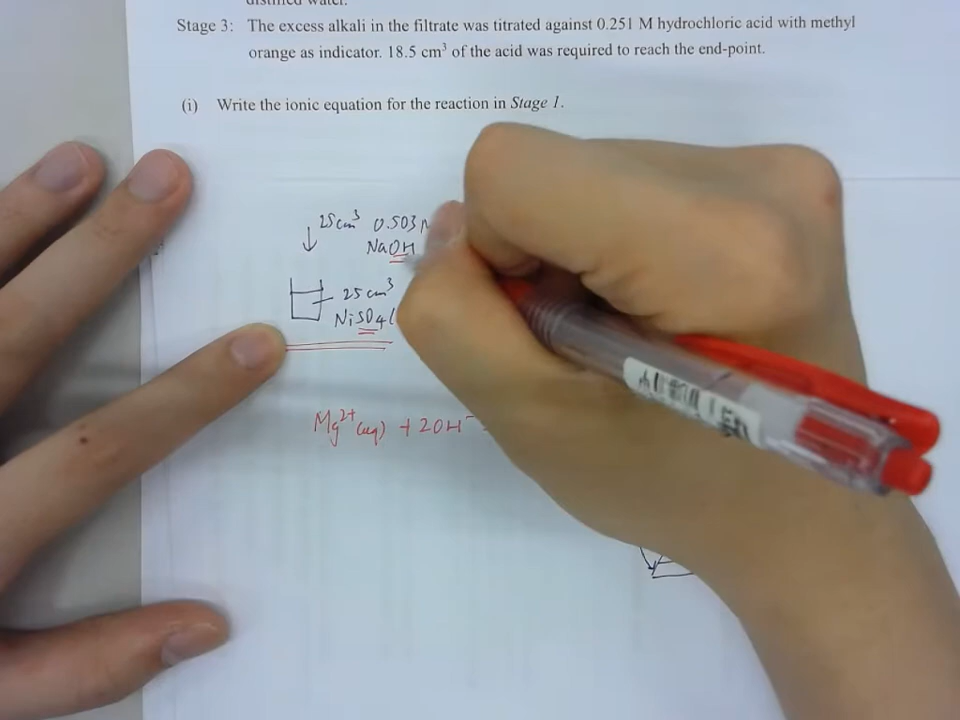 distilled water.
Stage 3: The excess alkali in the filtrate was titrated against 0.251 M hydrochloric acid with methyl
orange as indicator. 18.5 cm³ of the acid was required to reach the end-point.
(i) Write the ionic equation for the reaction in Stage 1.
↓ 25cm³ 0.503
NaOH
25 cm³
NiSO4
Mg²⁺(aq) + 2OH⁻